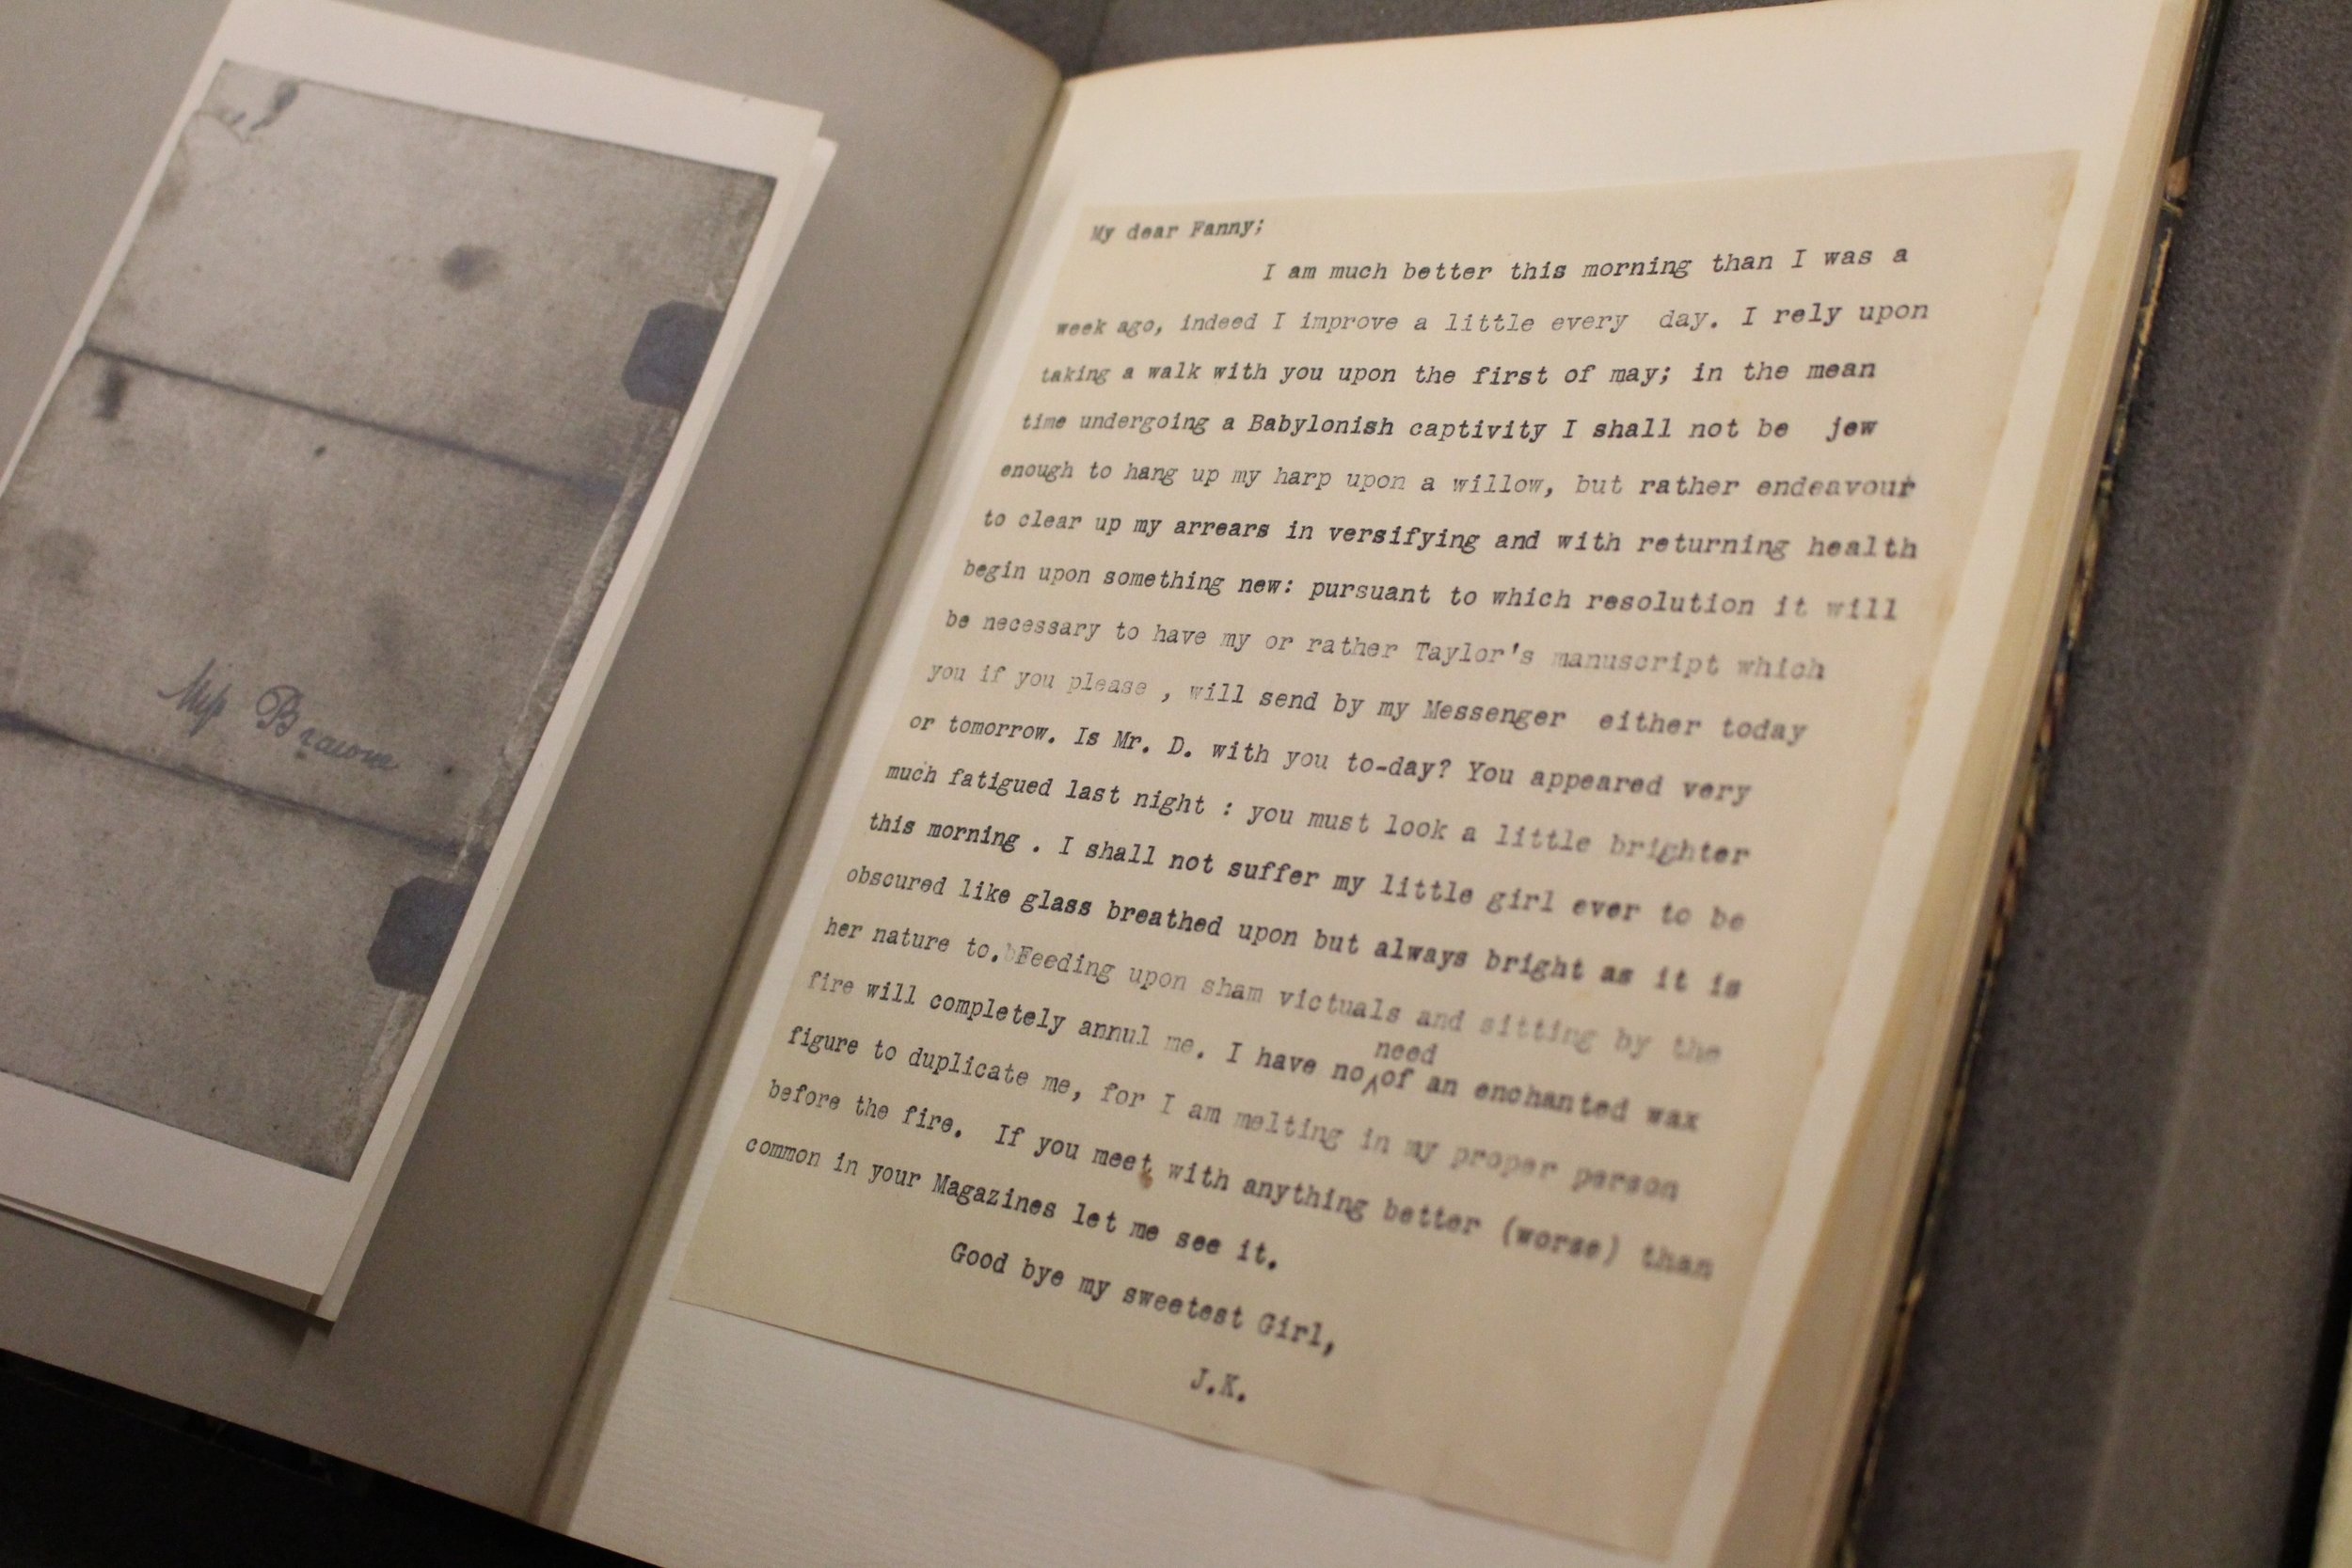 Miss Brawne
My dear Fanny;
I am much better this morning than I was a
week ago, indeed I improve a little every day. I rely upon
taking a walk with you upon the first of may; in the mean
time undergoing a Babylonish captivity I shall not be jew
enough to hang up my harp upon a willow, but rather endeavour
to clear up my arrears in versifying and with returning health
begin upon something new: pursuant to which resolution it will
be necessary to have my or rather Taylor's manuscript which
you if you please , will send by my Messenger either today
or tomorrow. Is Mr. D. with you to-day? You appeared very
much fatigued last night : you must look a little brighter
this morning . I shall not suffer my little girl ever to be
obscured like glass breathed upon but always bright as it is
her nature to. Feeding upon sham victuals and sitting by the
fire will completely annul me. I have no need of an enchanted wax
figure to duplicate me, for I am melting in my proper person
before the fire. If you meet with anything better (worse) than
common in your Magazines let me see it.
Good bye my sweetest Girl,
J.K.